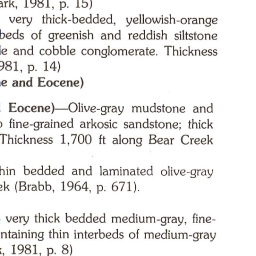 ark, 1981, p. 15)
very thick-bedded, yellowish-orange
beds of greenish and reddish siltstone
le and cobble conglomerate. Thickness
981, p. 14)
ne and Eocene)
Eocene)—Olive-gray mudstone and
o fine-grained arkosic sandstone; thick
Thickness 1,700 ft along Bear Creek
hin bedded and laminated olive-gray
ek (Brabb, 1964, p. 671).
very thick bedded medium-gray, fine-
ntaining thin interbeds of medium-gray
k, 1981, p. 8)